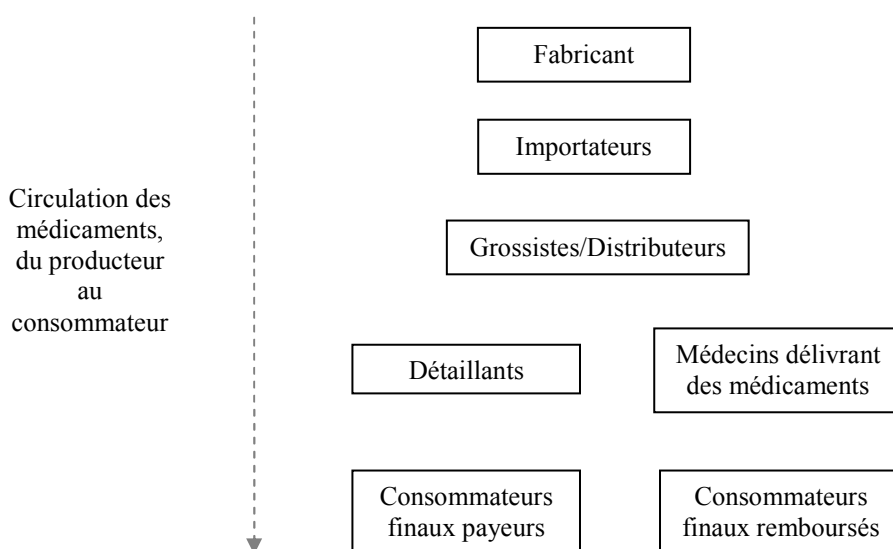 Fabricant
Importateurs
Circulation des
médicaments,
du producteur
au
consommateur
Grossistes/Distributeurs
Détaillants
Médecins délivrant
des médicaments
Consommateurs
finaux payeurs
Consommateurs
finaux remboursés